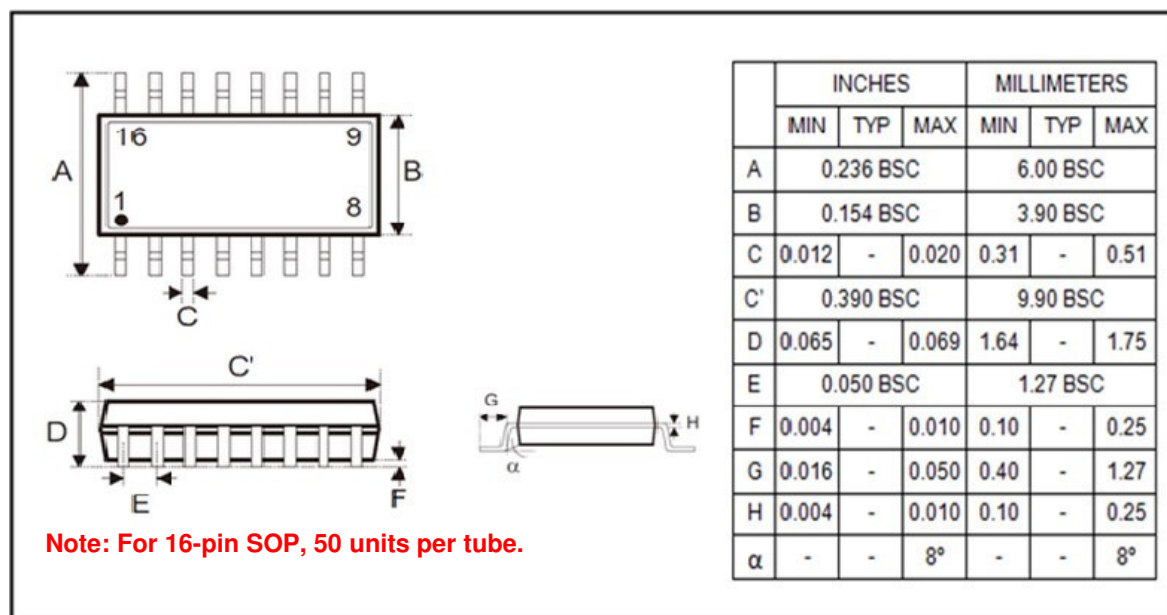 A
16
9
B
1
8
C
C'
D
E
F
G
H
α
Note: For 16-pin SOP, 50 units per tube.
INCHES MILLIMETERS
MIN TYP MAX MIN TYP MAX
A 0.236 BSC 6.00 BSC
B 0.154 BSC 3.90 BSC
C 0.012 - 0.020 0.31 - 0.51
C' 0.390 BSC 9.90 BSC
D 0.065 - 0.069 1.64 - 1.75
E 0.050 BSC 1.27 BSC
F 0.004 - 0.010 0.10 - 0.25
G 0.016 - 0.050 0.40 - 1.27
H 0.004 - 0.010 0.10 - 0.25
α - - 8° - - 8°